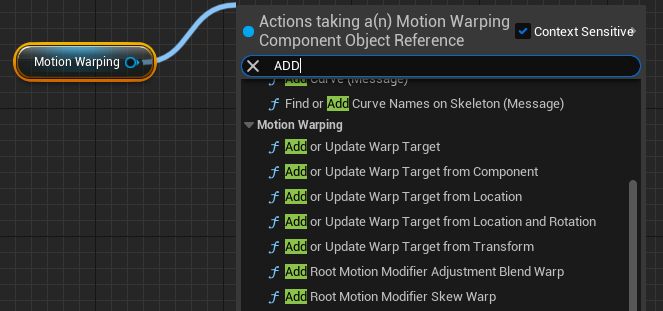 Actions taking a(n) Motion Warping
Component Object Reference
Context Sensitive
Motion Warping
ADD
Add Curve (Message)
Find or Add Curve Names on Skeleton (Message)
Motion Warping
Add or Update Warp Target
Add or Update Warp Target from Component
Add or Update Warp Target from Location
Add or Update Warp Target from Location and Rotation
Add or Update Warp Target from Transform
Add Root Motion Modifier Adjustment Blend Warp
Add Root Motion Modifier Skew Warp